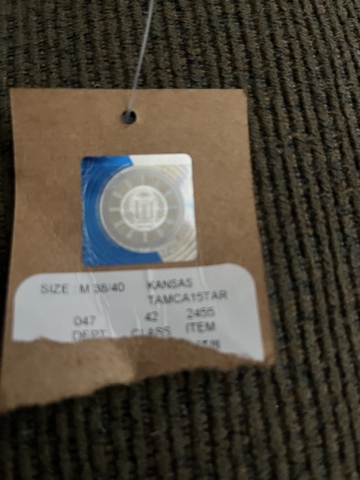 SIZE M 38/40 KANSAS
TAMCA15TAR
047 42 2455
DEPT CLASS ITEM